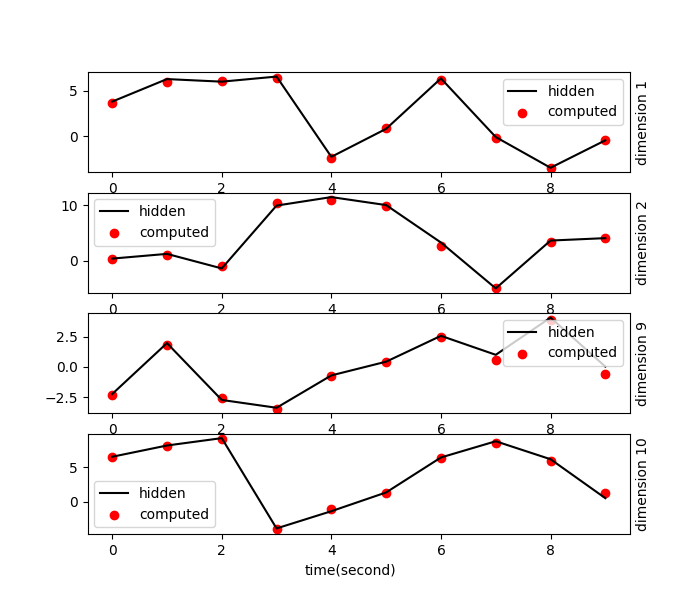 5
0
hidden
computed
dimension 1
0 2 4 6 8
10
0
hidden
computed
dimension 2
0 2 4 6 8
2.5
0.0
−2.5
hidden
computed
dimension 9
0 2 4 6 8
5
0
hidden
computed
dimension 10
0 2 4 6 8
time(second)